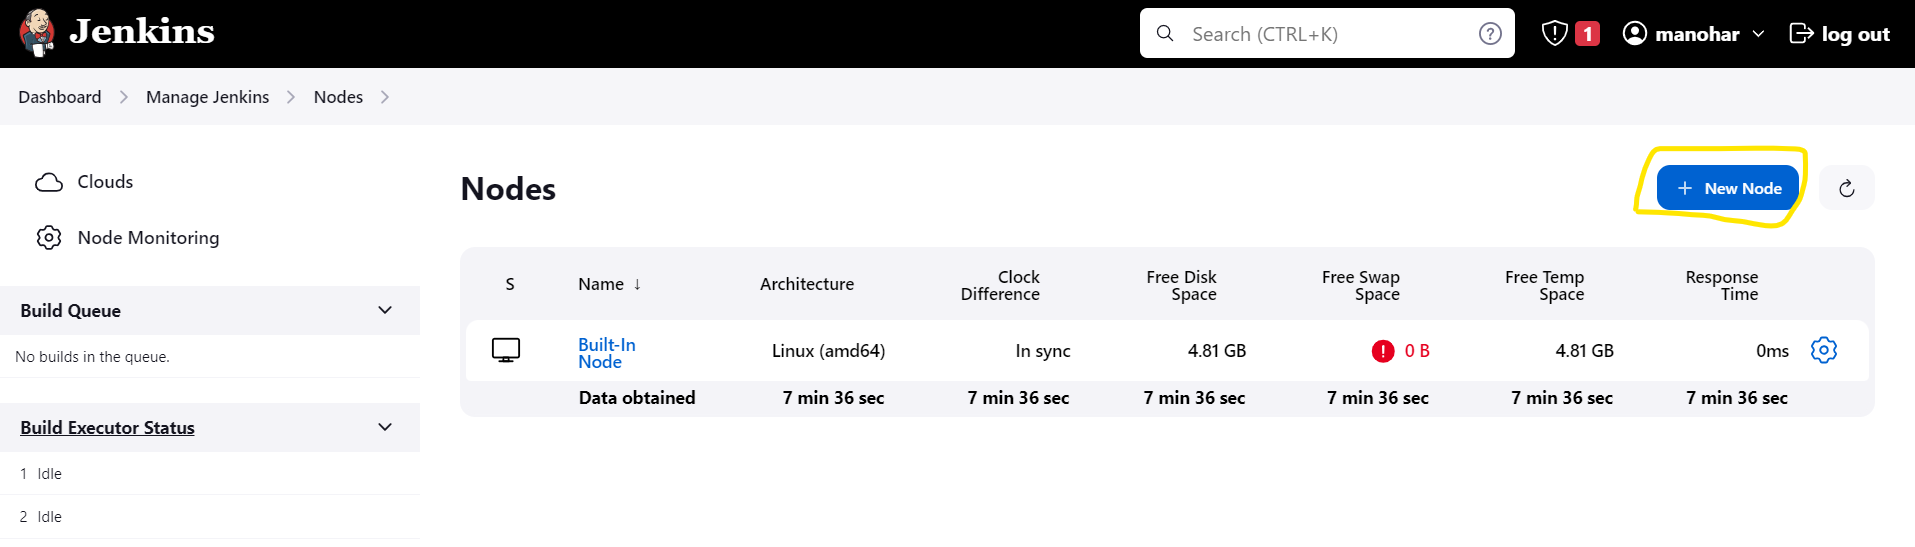 Jenkins
Search (CTRL+K) ?
! 1 manohar log out
Dashboard Manage Jenkins Nodes
Clouds
Node Monitoring
Build Queue
No builds in the queue.
Build Executor Status
1 Idle
2 Idle
Nodes
+ New Node
S Name ↓ Architecture Clock Difference Free Disk Space Free Swap Space Free Temp Space Response Time
Built-In Node Linux (amd64) In sync 4.81 GB ! 0 B 4.81 GB 0ms
Data obtained 7 min 36 sec 7 min 36 sec 7 min 36 sec 7 min 36 sec 7 min 36 sec 7 min 36 sec